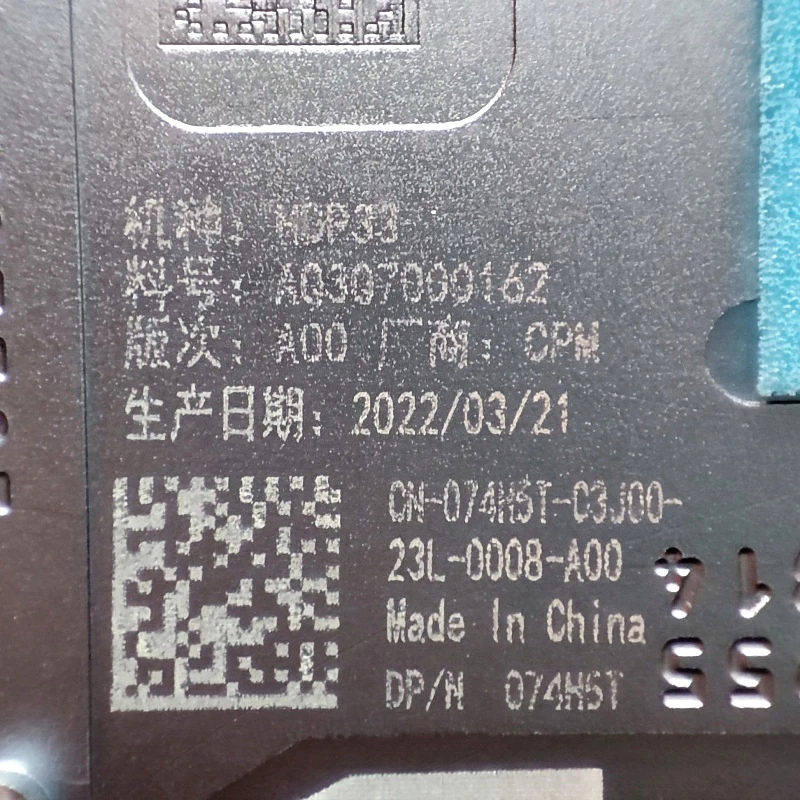 机种: HDP33
料号: AQ307000162
版次: A00 厂商: CPM
生产日期: 2022/03/21
CN-074H5T-C3J00-
23L-0008-A00
Made In China
DP/N 074H5T